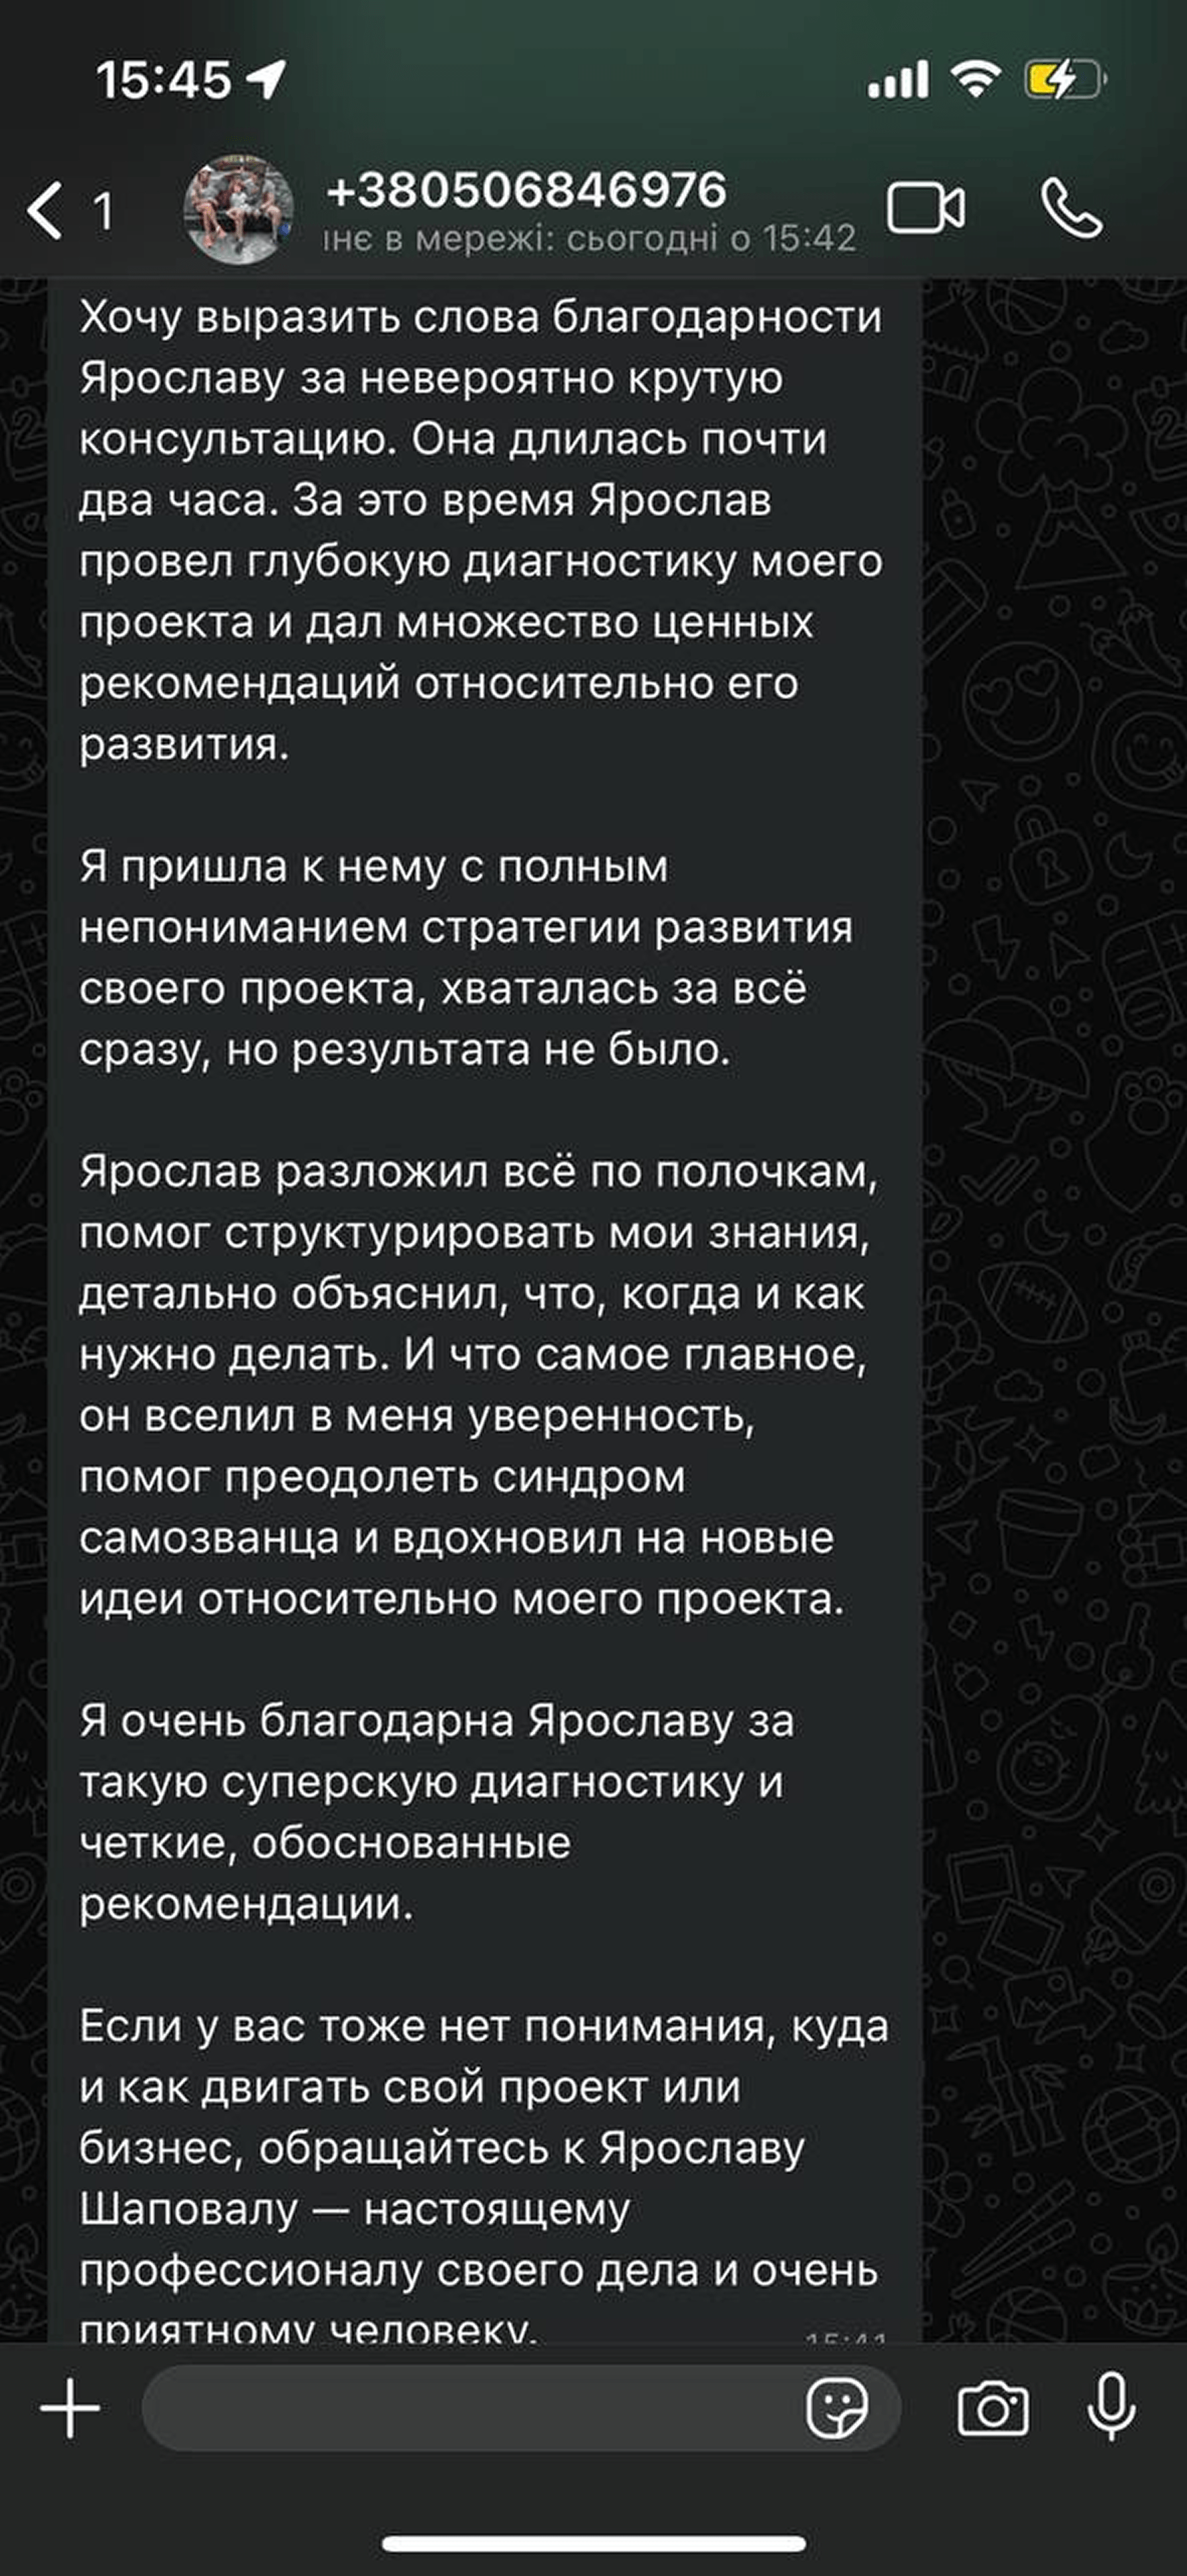 15:45
1
+380506846976
інє в мережі: сьогодні о 15:42
Хочу выразить слова благодарности
Ярославу за невероятно крутую
консультацию. Она длилась почти
два часа. За это время Ярослав
провел глубокую диагностику моего
проекта и дал множество ценных
рекомендаций относительно его
развития.
Я пришла к нему с полным
непониманием стратегии развития
своего проекта, хваталась за всё
сразу, но результата не было.
Ярослав разложил всё по полочкам,
помог структурировать мои знания,
детально объяснил, что, когда и как
нужно делать. И что самое главное,
он вселил в меня уверенность,
помог преодолеть синдром
самозванца и вдохновил на новые
идеи относительно моего проекта.
Я очень благодарна Ярославу за
такую суперскую диагностику и
четкие, обоснованные
рекомендации.
Если у вас тоже нет понимания, куда
и как двигать свой проект или
бизнес, обращайтесь к Ярославу
Шаповалу — настоящему
профессионалу своего дела и очень
приятному человеку.
15:41